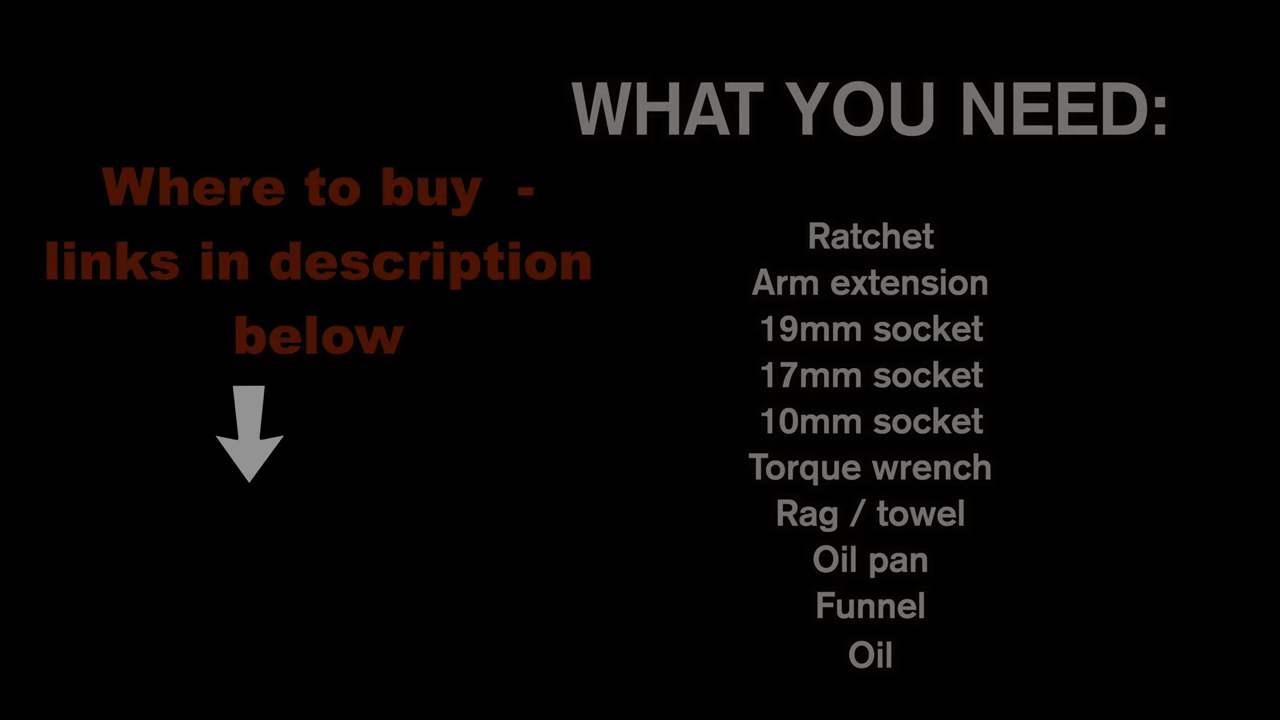 WHAT YOU NEED:
Where to buy -
links in description
below
Ratchet
Arm extension
19mm socket
17mm socket
10mm socket
Torque wrench
Rag / towel
Oil pan
Funnel
Oil